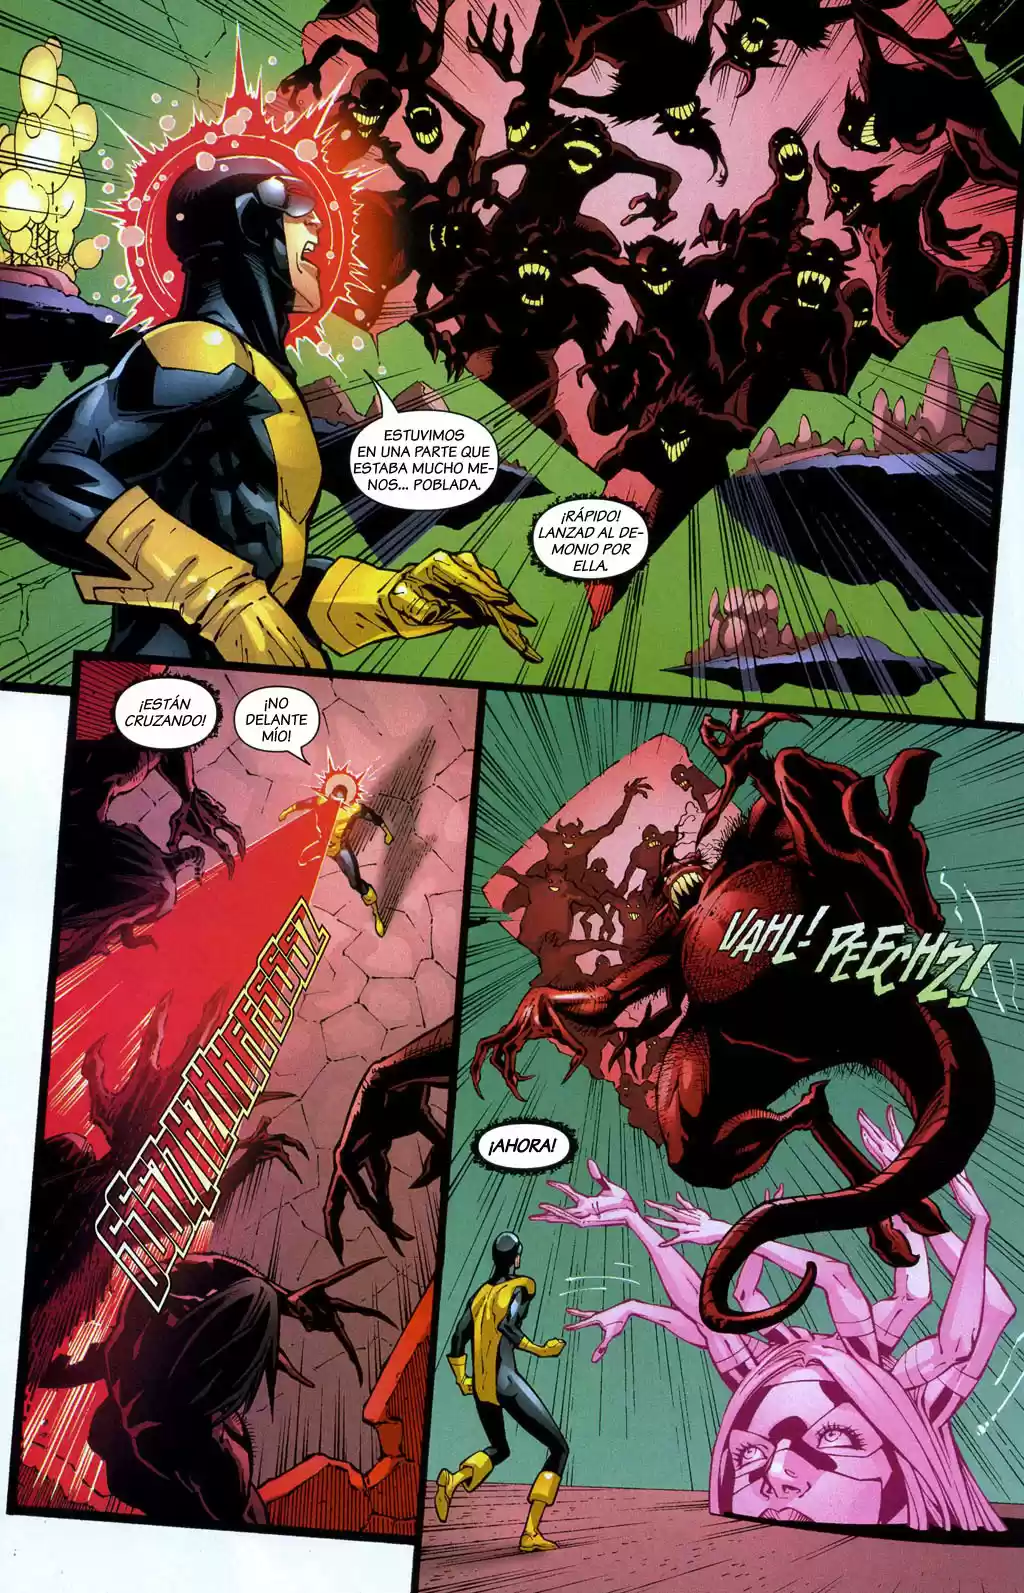 ESTUVIMOS
EN UNA PARTE QUE
ESTABA MUCHO ME-
NOS... POBLADA.
¡RÁPIDO!
LANZAD AL DE-
MONIO POR
ELLA.
¡ESTÁN
CRUZANDO!
¡NO
DELANTE
MÍO!
VAHL! PEECHZ!
¡AHORA!